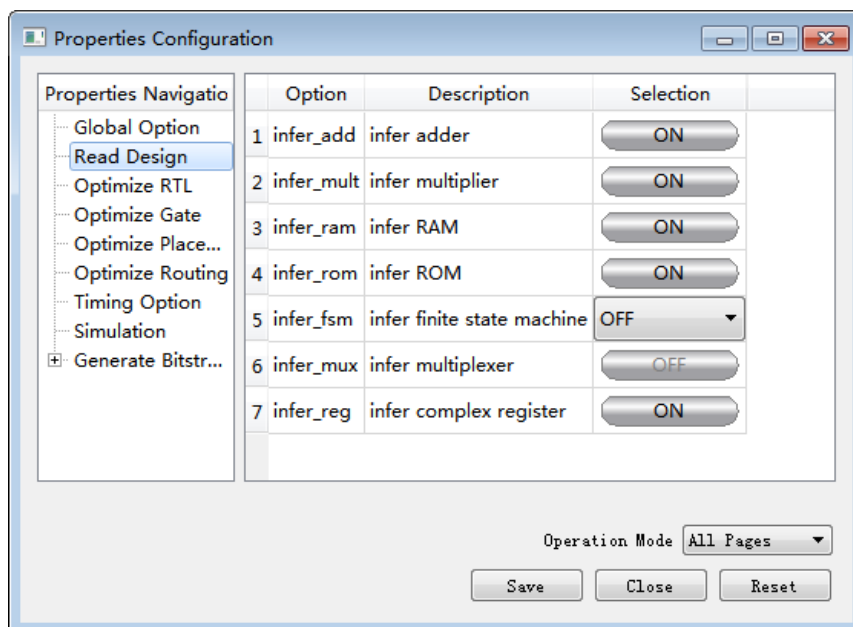 Properties Configuration
Properties Navigatio
Global Option
Read Design
Optimize RTL
Optimize Gate
Optimize Place...
Optimize Routing
Timing Option
Simulation
Generate Bitstr...
Option Description Selection
1 infer_add infer adder ON
2 infer_mult infer multiplier ON
3 infer_ram infer RAM ON
4 infer_rom infer ROM ON
5 infer_fsm infer finite state machine OFF
6 infer_mux infer multiplexer OFF
7 infer_reg infer complex register ON
Operation Mode All Pages
Save Close Reset